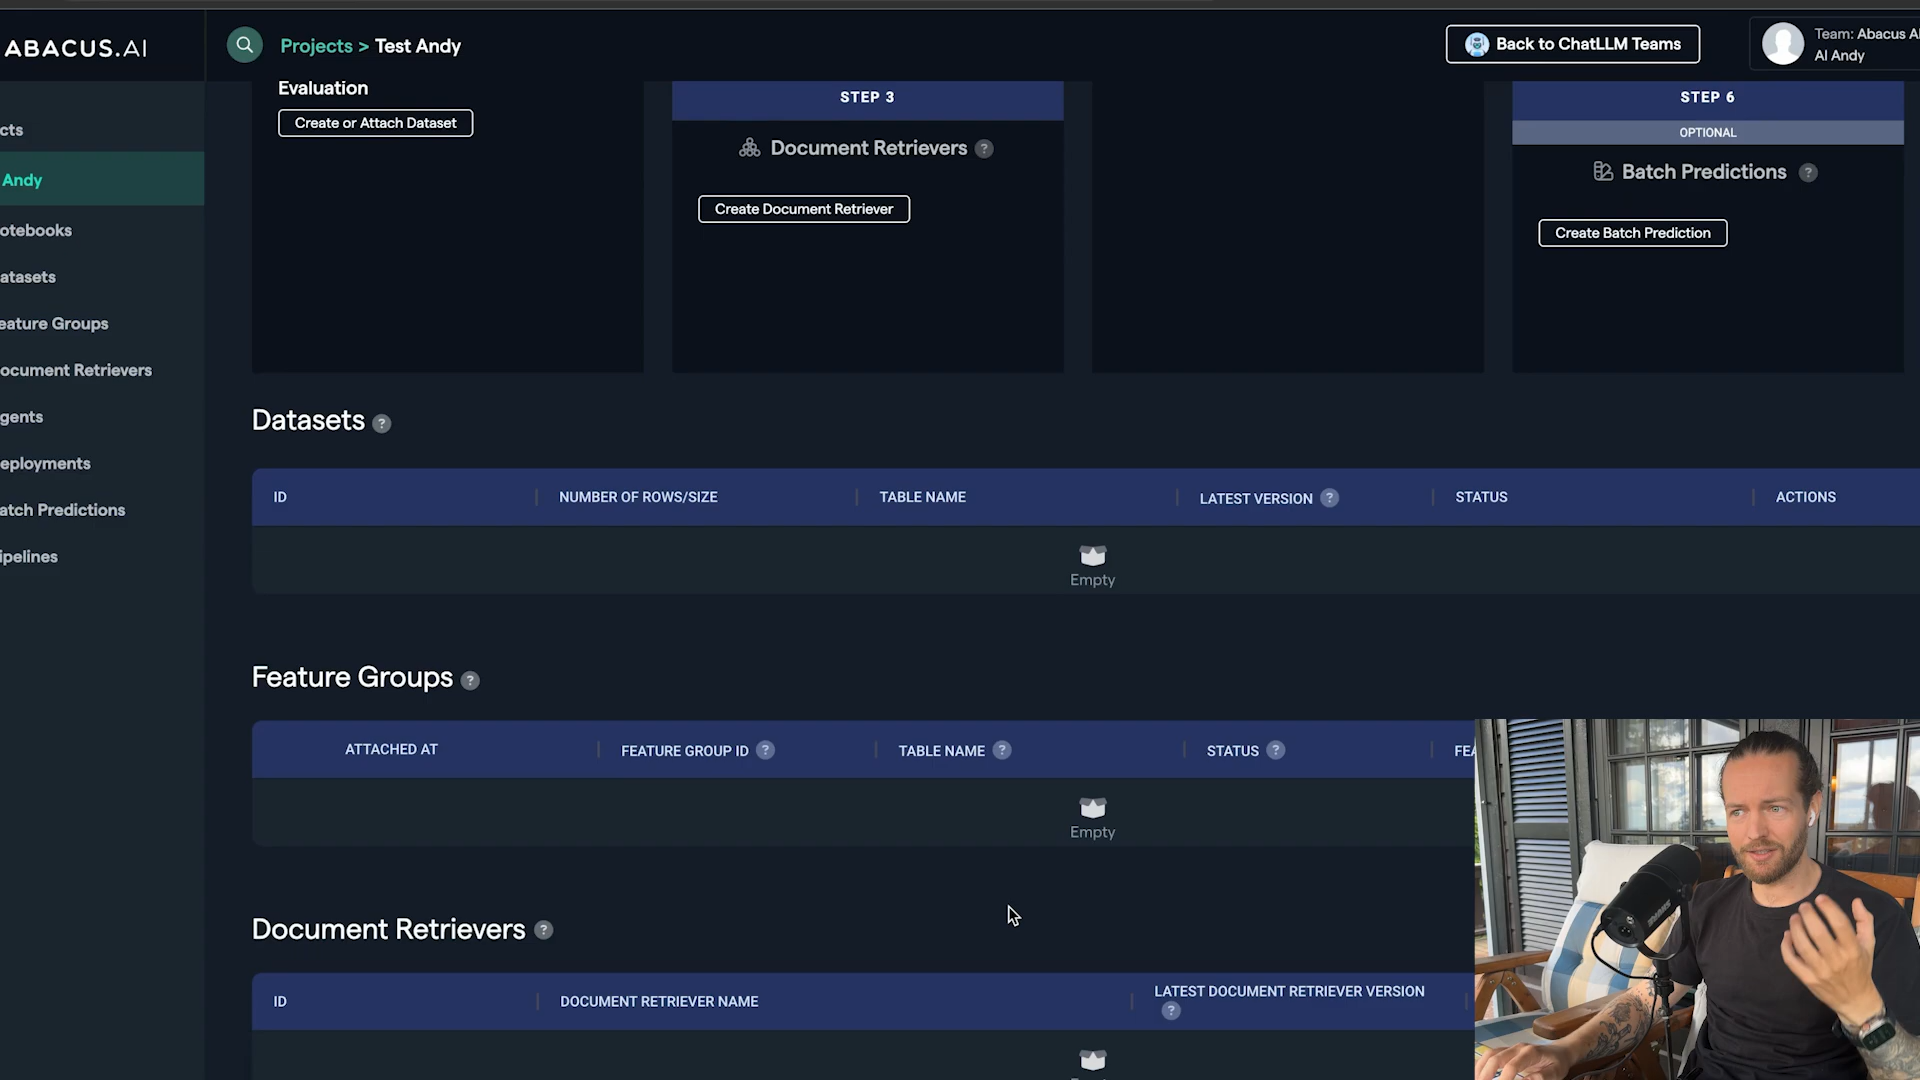 ABACUS.AI
Projects > Test Andy
Back to ChatLLM Teams
Team: Abacus AI
AI Andy
cts
Andy
otebooks
atasets
eature Groups
ocument Retrievers
gents
eployments
atch Predictions
ipelines
Evaluation
Create or Attach Dataset
STEP 3
Document Retrievers ?
Create Document Retriever
STEP 6
OPTIONAL
Batch Predictions ?
Create Batch Prediction
Datasets ?
ID NUMBER OF ROWS/SIZE TABLE NAME LATEST VERSION ? STATUS ACTIONS
Empty
Feature Groups ?
ATTACHED AT FEATURE GROUP ID ? TABLE NAME ? STATUS ? FEA
Empty
Document Retrievers ?
ID DOCUMENT RETRIEVER NAME LATEST DOCUMENT RETRIEVER VERSION
?